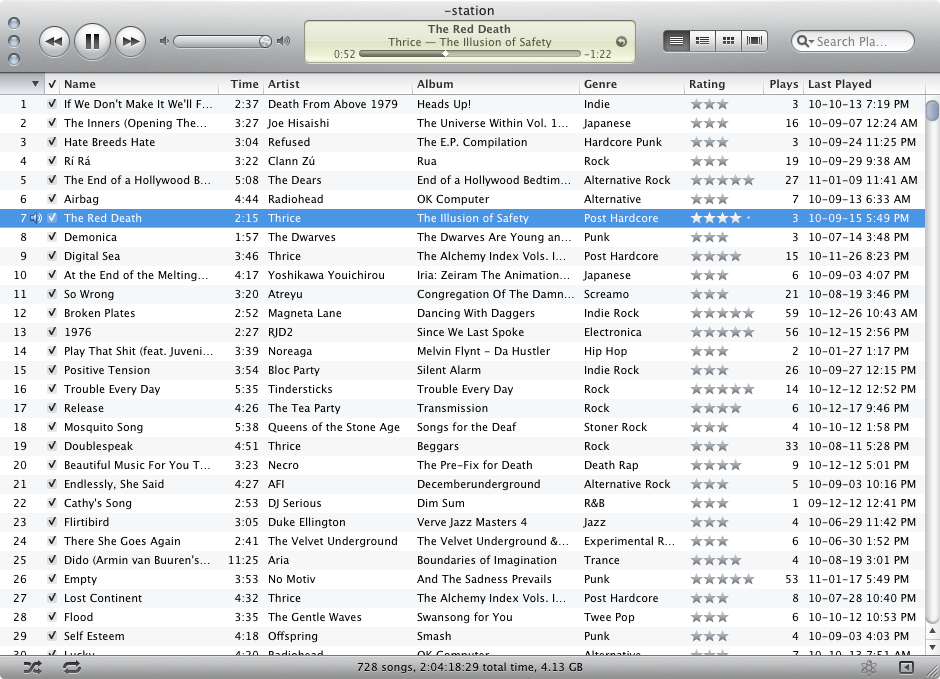 ~station
The Red Death
Thrice — The Illusion of Safety
0:52 -1:22
Search Pla...
Name Time Artist Album Genre Rating Plays Last Played
1 If We Don't Make It We'll F... 2:37 Death From Above 1979 Heads Up! Indie 3 10-10-13 7:19 PM
2 The Inners (Opening The... 3:27 Joe Hisaishi The Universe Within Vol. 1... Japanese 16 10-09-07 12:24 AM
3 Hate Breeds Hate 3:04 Refused The E.P. Compilation Hardcore Punk 3 10-09-24 11:25 PM
4 Rí Rá 3:22 Clann Zú Rua Rock 19 10-09-29 9:38 AM
5 The End of a Hollywood B... 5:08 The Dears End of a Hollywood Bedtim... Alternative Rock 27 11-01-09 11:41 AM
6 Airbag 4:44 Radiohead OK Computer Alternative 7 10-09-13 6:33 AM
7 The Red Death 2:15 Thrice The Illusion of Safety Post Hardcore 3 10-09-15 5:49 PM
8 Demonica 1:57 The Dwarves The Dwarves Are Young an... Punk 3 10-07-14 3:48 PM
9 Digital Sea 3:46 Thrice The Alchemy Index Vols. I... Post Hardcore 15 10-11-26 8:23 PM
10 At the End of the Melting... 4:17 Yoshikawa Youichirou Iria: Zeiram The Animation... Japanese 6 10-09-03 4:07 PM
11 So Wrong 3:20 Atreyu Congregation Of The Damn... Screamo 21 10-08-19 3:46 PM
12 Broken Plates 2:52 Magneta Lane Dancing With Daggers Indie Rock 59 10-12-26 10:43 AM
13 1976 2:27 RJD2 Since We Last Spoke Electronica 56 10-12-15 2:56 PM
14 Play That Shit (feat. Juveni... 3:39 Noreaga Melvin Flynt - Da Hustler Hip Hop 2 10-01-27 1:17 PM
15 Positive Tension 3:54 Bloc Party Silent Alarm Indie Rock 26 10-09-27 12:15 PM
16 Trouble Every Day 5:35 Tindersticks Trouble Every Day Rock 14 10-12-12 12:52 PM
17 Release 4:26 The Tea Party Transmission Rock 6 10-12-17 9:46 PM
18 Mosquito Song 5:38 Queens of the Stone Age Songs for the Deaf Stoner Rock 4 10-10-12 1:58 PM
19 Doublespeak 4:51 Thrice Beggars Rock 33 10-08-11 5:28 PM
20 Beautiful Music For You T... 3:23 Necro The Pre-Fix for Death Death Rap 9 10-12-12 5:01 PM
21 Endlessly, She Said 4:27 AFI Decemberunderground Alternative Rock 5 10-09-03 10:16 PM
22 Cathy's Song 2:53 DJ Serious Dim Sum R&B 1 09-12-12 12:41 PM
23 Flirtibird 3:05 Duke Ellington Verve Jazz Masters 4 Jazz 4 10-06-29 11:42 PM
24 There She Goes Again 2:41 The Velvet Underground The Velvet Underground &... Experimental R... 6 10-06-30 1:52 PM
25 Dido (Armin van Buuren's... 11:25 Aria Boundaries of Imagination Trance 4 10-08-19 3:01 PM
26 Empty 3:53 No Motiv And The Sadness Prevails Punk 53 11-01-17 5:49 PM
27 Lost Continent 4:32 Thrice The Alchemy Index Vols. I... Post Hardcore 8 10-07-28 10:40 PM
28 Flood 3:35 The Gentle Waves Swansong for You Twee Pop 6 10-10-12 10:53 PM
29 Self Esteem 4:18 Offspring Smash Punk 4 10-09-03 4:03 PM
30 Lucky 4:20 Radiohead OK Computer Alternative 7 10-10-13 7:51 AM
728 songs, 2:04:18:29 total time, 4.13 GB